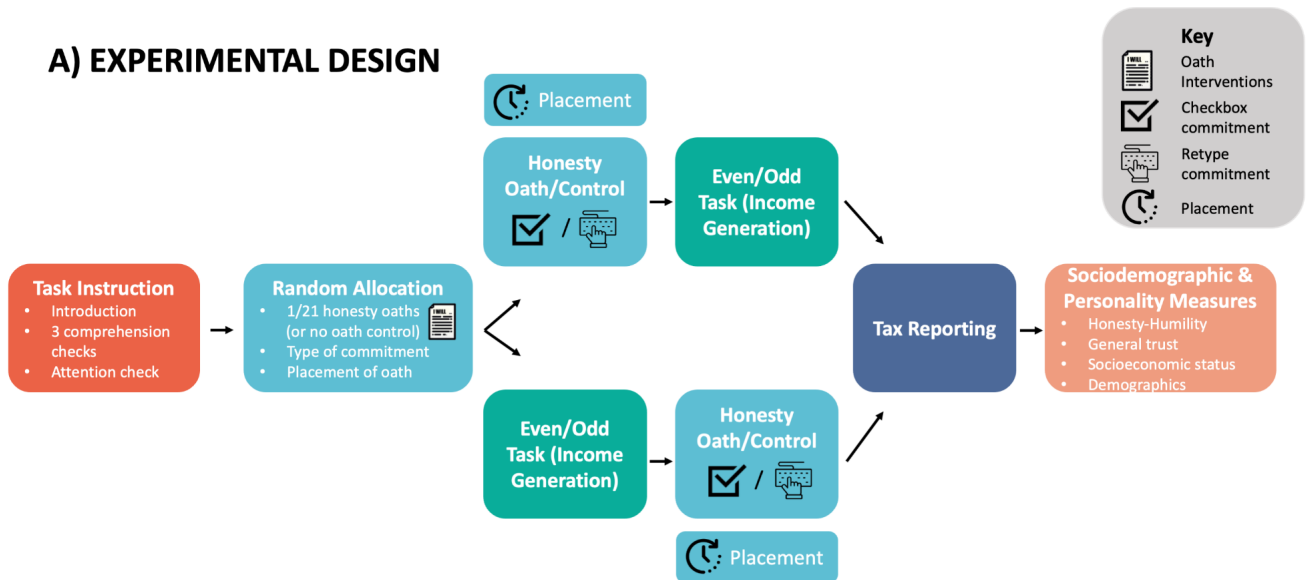 A) EXPERIMENTAL DESIGN
Key
Oath
Interventions
Checkbox
commitment
Retype
commitment
Placement
Placement
Honesty
Oath/Control
/
Even/Odd
Task (Income
Generation)
Task Instruction
• Introduction
• 3 comprehension
checks
• Attention check
Random Allocation
• 1/21 honesty oaths
(or no oath control)
• Type of commitment
• Placement of oath
I WILL
Even/Odd
Task (Income
Generation)
Honesty
Oath/Control
/
Placement
Tax Reporting
Sociodemographic &
Personality Measures
• Honesty-Humility
• General trust
• Socioeconomic status
• Demographics